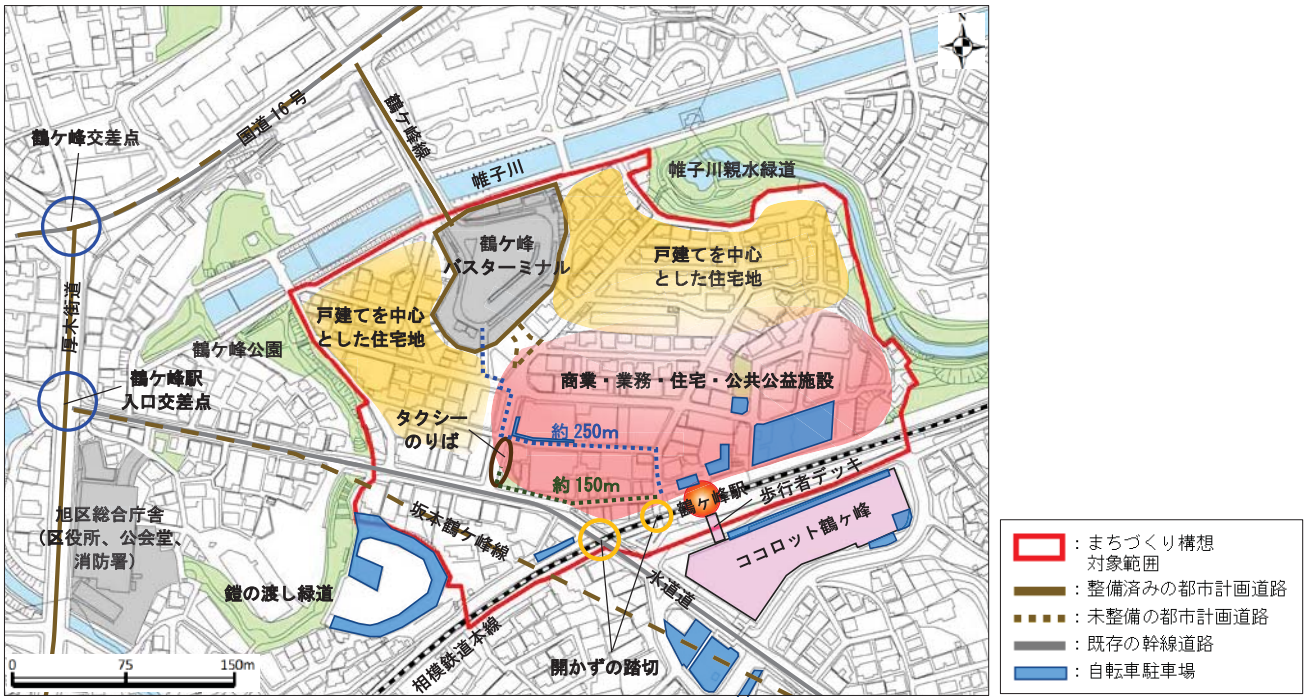 N
鶴ケ峰交差点
国道16号
鶴ケ峰線
帷子川
帷子川親水緑道
鶴ケ峰
バスターミナル
戸建てを中心
とした住宅地
厚木街道
戸建てを中心
とした住宅地
鶴ケ峰公園
鶴ケ峰駅
入口交差点
商業・業務・住宅・公共公益施設
タクシー
のりば
約250m
約150m
鶴ケ峰駅
歩行者デッキ
ココロット鶴ヶ峰
坂本鶴ケ峰線
旭区総合庁舎
（区役所、公会堂、
消防署）
鎧の渡し緑道
水道道
相模鉄道本線
開かずの踏切
0 75 150m
：まちづくり構想
対象範囲
：整備済みの都市計画道路
：未整備の都市計画道路
：既存の幹線道路
：自転車駐車場